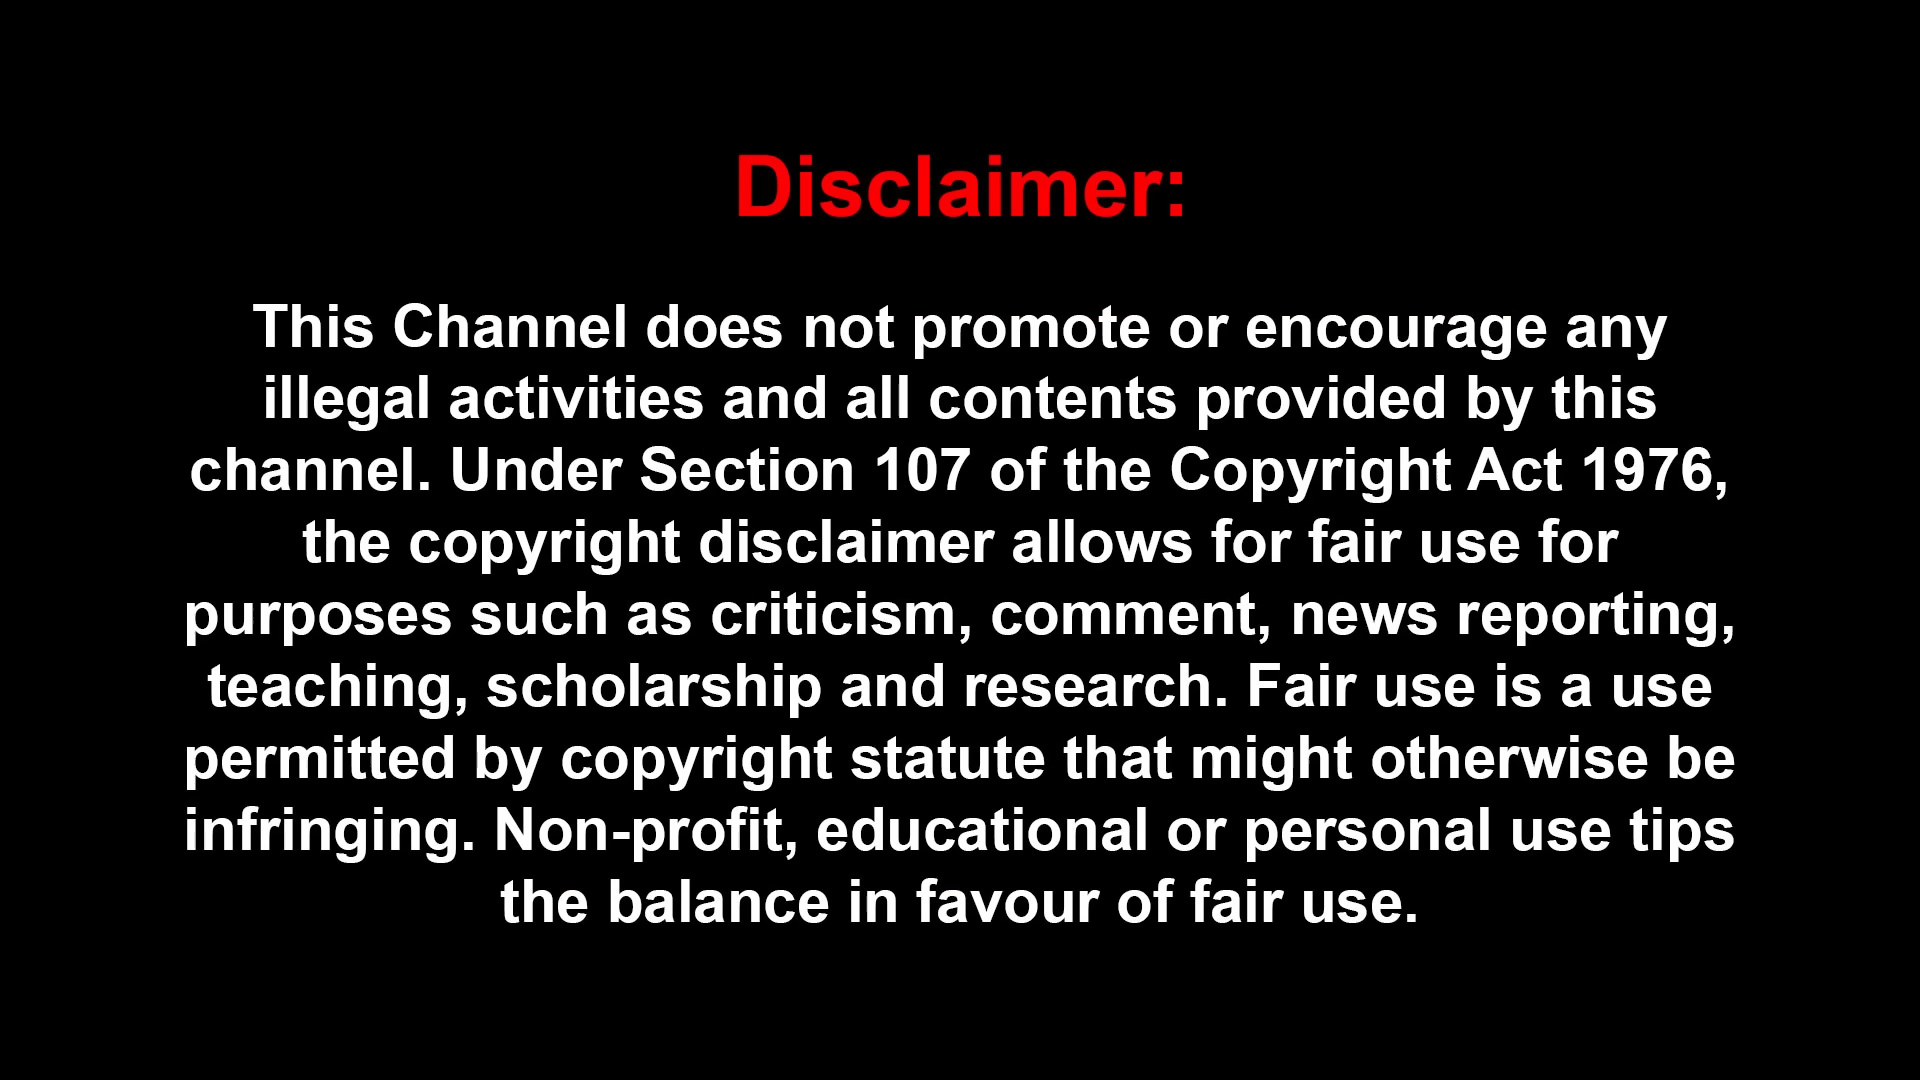 Disclaimer:
This Channel does not promote or encourage any
illegal activities and all contents provided by this
channel. Under Section 107 of the Copyright Act 1976,
the copyright disclaimer allows for fair use for
purposes such as criticism, comment, news reporting,
teaching, scholarship and research. Fair use is a use
permitted by copyright statute that might otherwise be
infringing. Non-profit, educational or personal use tips
the balance in favour of fair use.